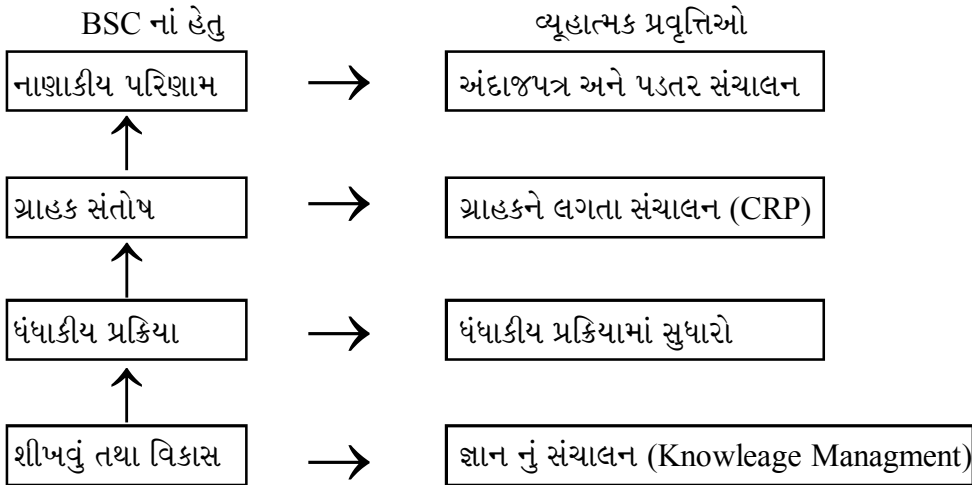 BSC નાં હેતુ વ્યૂહાત્મક પ્રવૃત્તિઓ
નાણાકીય પરિણામ અંદાજપત્ર અને પડતર સંચાલન
ગ્રાહક સંતોષ ગ્રાહકને લગતા સંચાલન (CRP)
ધંધાકીય પ્રક્રિયા ધંધાકીય પ્રક્રિયામાં સુધારો
શીખવું તથા વિકાસ જ્ઞાન નું સંચાલન (Knowleage Managment)